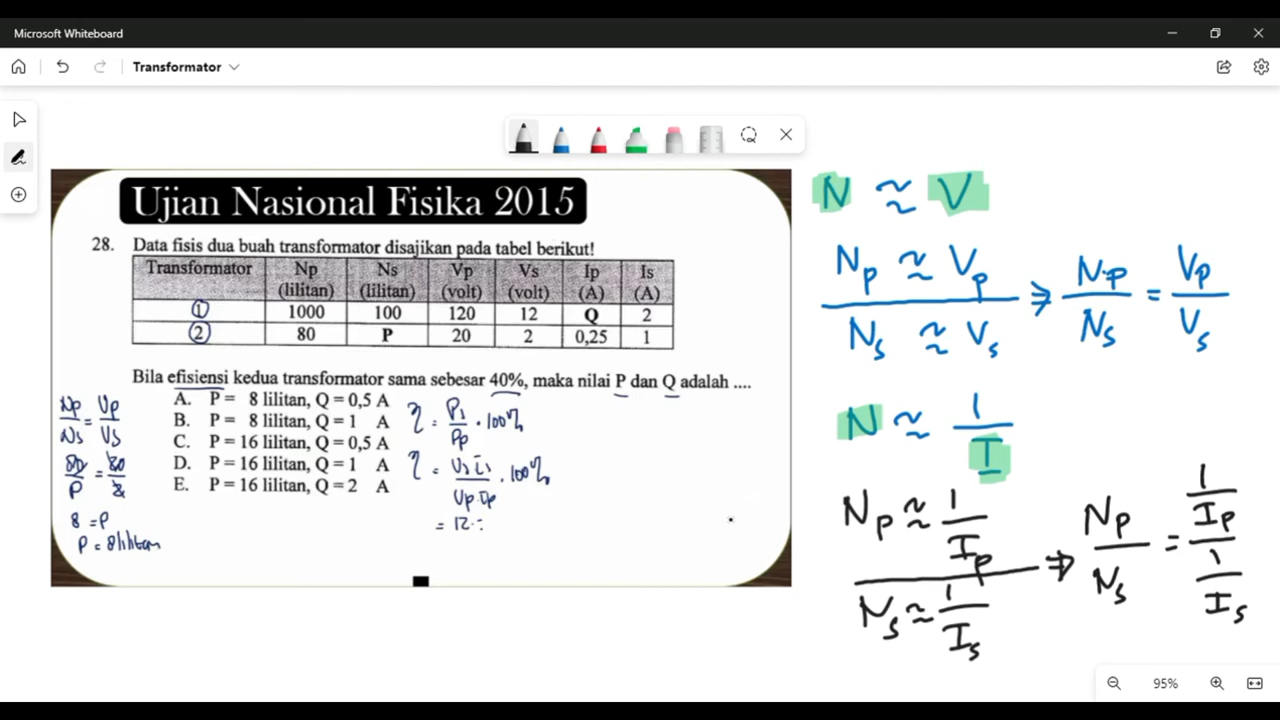 Microsoft Whiteboard
Transformator
Ujian Nasional Fisika 2015
28. Data fisis dua buah transformator disajikan pada tabel berikut!
Transformator Np (lilitan) Ns (lilitan) Vp (volt) Vs (volt) Ip (A) Is (A)
① 1000 100 120 12 Q 2
② 80 P 20 2 0,25 1
Bila efisiensi kedua transformator sama sebesar 40%, maka nilai P dan Q adalah ....
A. P = 8 lilitan, Q = 0,5 A
B. P = 8 lilitan, Q = 1 A
C. P = 16 lilitan, Q = 0,5 A
D. P = 16 lilitan, Q = 1 A
E. P = 16 lilitan, Q = 2 A
Np/Ns = Vp/Vs
8 = P
P = 8 lilitan
η = Ps/Pp · 100%
η = Vs Is/Vp · Ip · 100%
= 12 ·
N ≈ V
Np ≈ Vp
Ns ≈ Vs
⇒ Np/Ns = Vp/Vs
N ≈ 1/I
Np ≈ 1/Ip
Ns ≈ 1/Is
⇒ Np/Ns = 1/Ip / 1/Is
95%